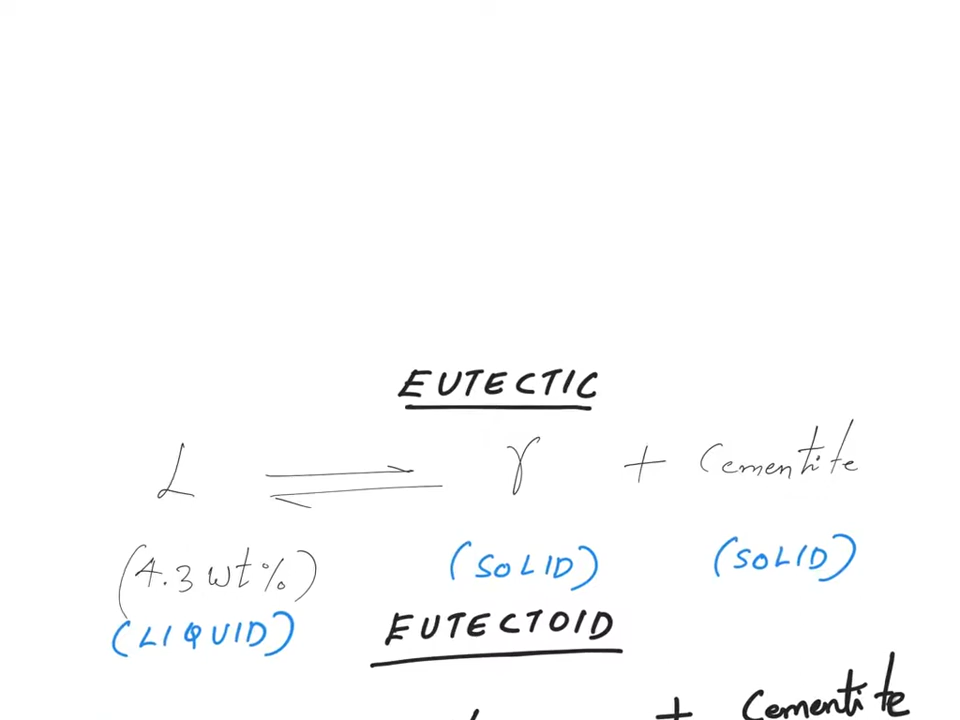 EUTECTIC
L ⇌ γ + Cementite
(4.3 wt%) (SOLID) (SOLID)
(LIQUID)
EUTECTOID
+ Cementite